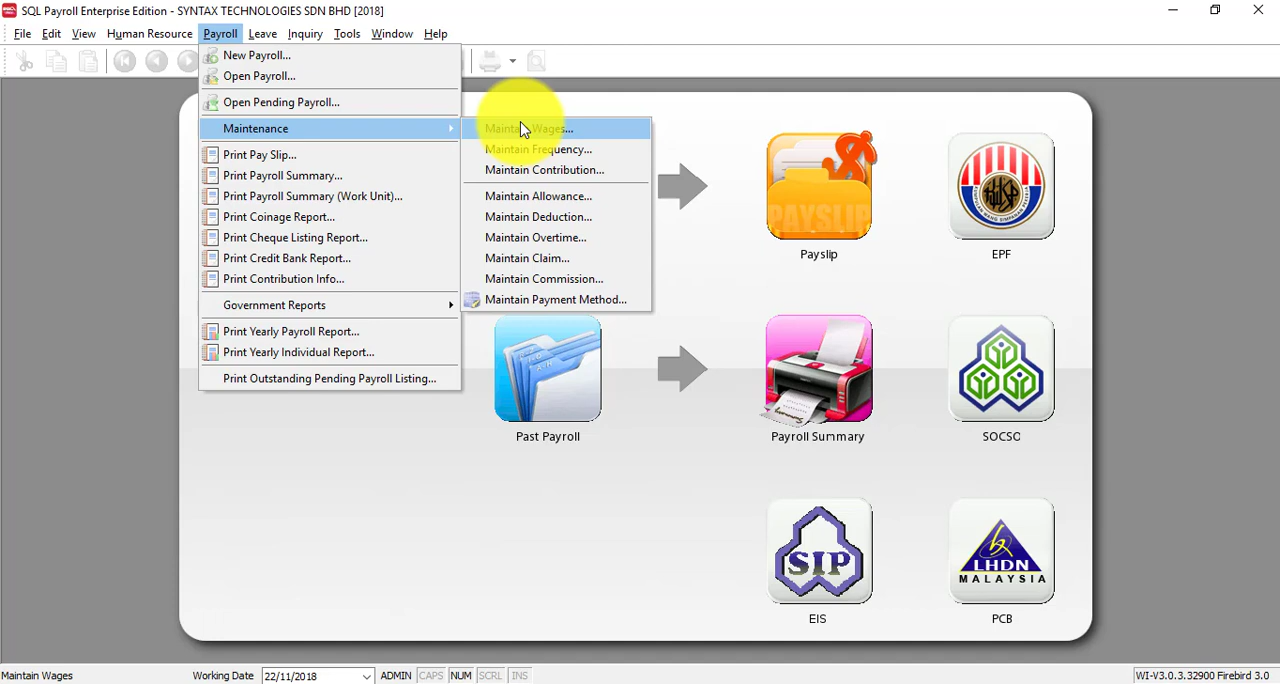 SQL Payroll Enterprise Edition - SYNTAX TECHNOLOGIES SDN BHD [2018]
File Edit View Human Resource Payroll Leave Inquiry Tools Window Help
New Payroll...
Open Payroll...
Open Pending Payroll...
Maintenance
Print Pay Slip...
Print Payroll Summary...
Print Payroll Summary (Work Unit)...
Print Coinage Report...
Print Cheque Listing Report...
Print Credit Bank Report...
Print Contribution Info...
Government Reports
Print Yearly Payroll Report...
Print Yearly Individual Report...
Print Outstanding Pending Payroll Listing...
Maintain Wages...
Maintain Frequency...
Maintain Contribution...
Maintain Allowance...
Maintain Deduction...
Maintain Overtime...
Maintain Claim...
Maintain Commission...
Maintain Payment Method...
PAYSLIP
Payslip
EPF
Past Payroll
Payroll Summary
SOCSO
SIP
LHDN
MALAYSIA
EIS
PCB
Maintain Wages Working Date 22/11/2018 ADMIN CAPS NUM SCRL INS WI-V3.0.3.32900 Firebird 3.0